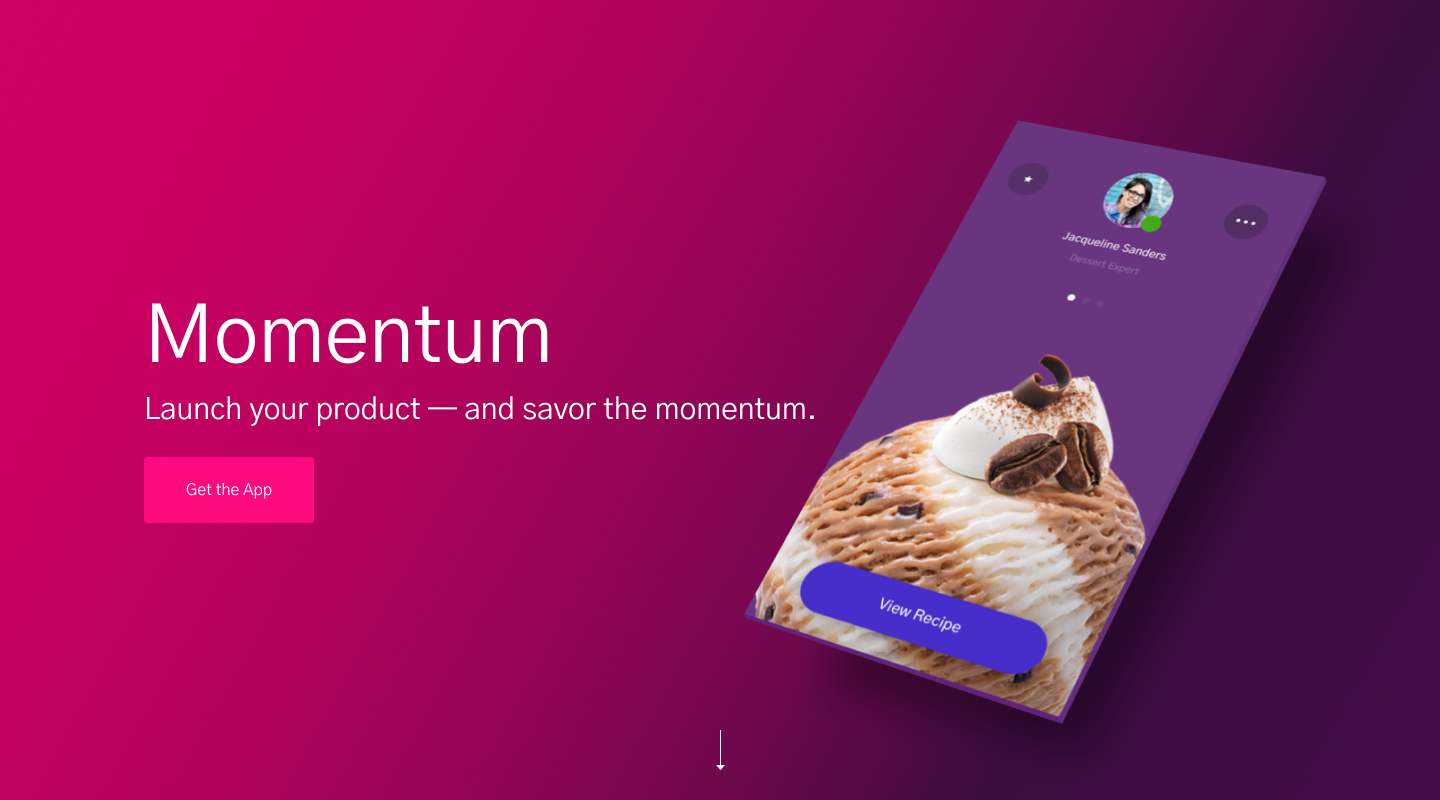 Momentum
Launch your product — and savor the momentum.
Get the App
Jacqueline Sanders
Dessert Expert
View Recipe